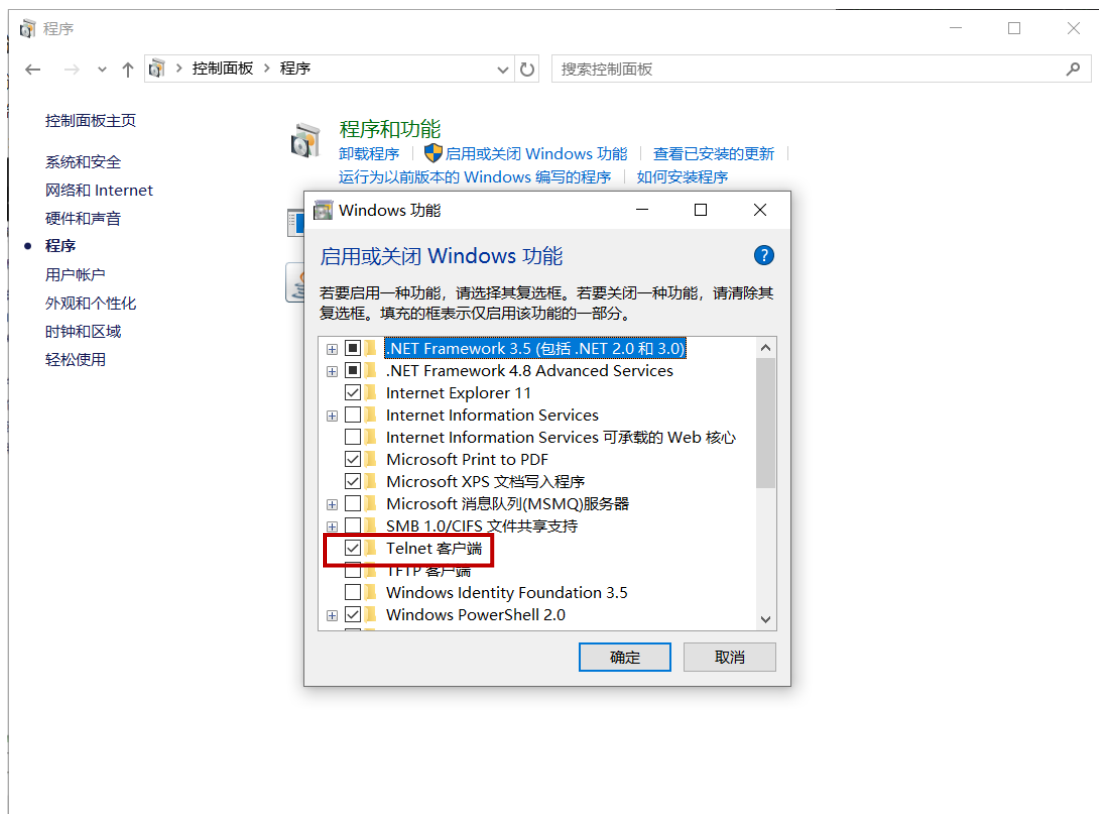 程序
控制面板 > 程序
搜索控制面板
控制面板主页
系统和安全
网络和 Internet
硬件和声音
程序
用户帐户
外观和个性化
时钟和区域
轻松使用
程序和功能
卸载程序 启用或关闭 Windows 功能 查看已安装的更新
运行为以前版本的 Windows 编写的程序 如何安装程序
Windows 功能
启用或关闭 Windows 功能
若要启用一种功能，请选择其复选框。若要关闭一种功能，请清除其
复选框。填充的框表示仅启用该功能的一部分。
.NET Framework 3.5 (包括 .NET 2.0 和 3.0)
.NET Framework 4.8 Advanced Services
Internet Explorer 11
Internet Information Services
Internet Information Services 可承载的 Web 核心
Microsoft Print to PDF
Microsoft XPS 文档写入程序
Microsoft 消息队列(MSMQ)服务器
SMB 1.0/CIFS 文件共享支持
Telnet 客户端
TFTP 客户端
Windows Identity Foundation 3.5
Windows PowerShell 2.0
确定 取消